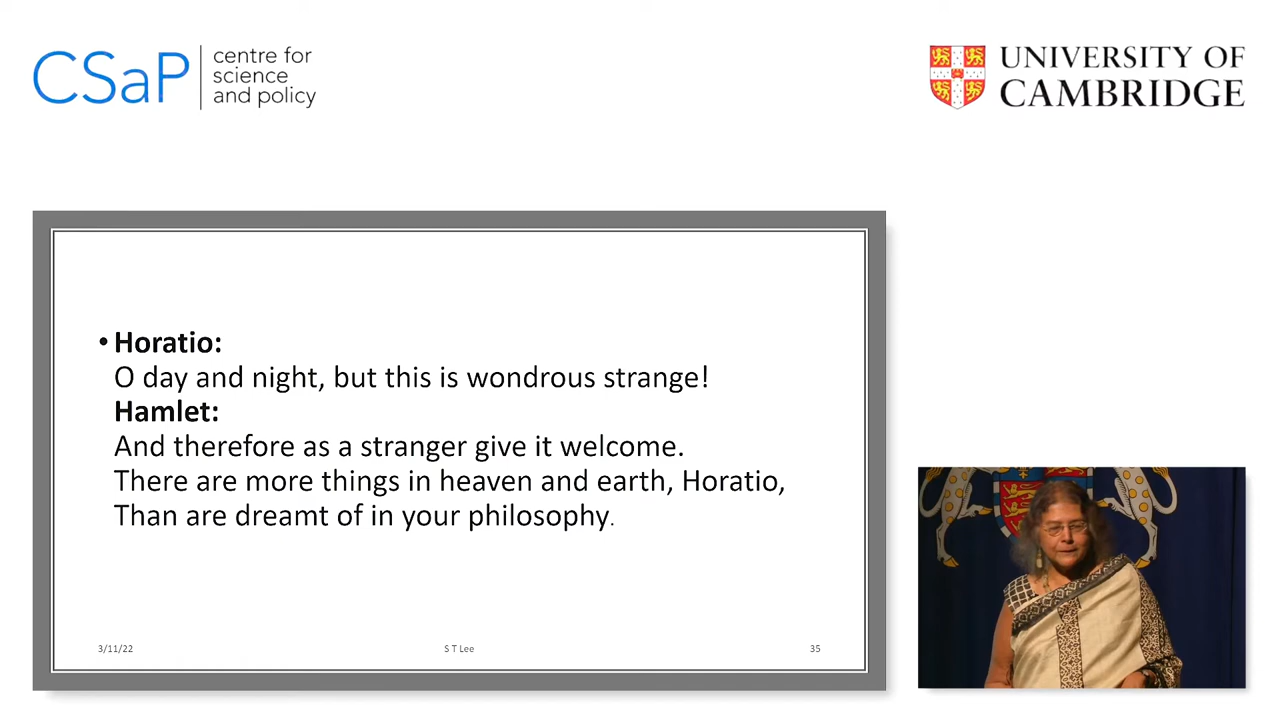 CSaP
centre for
science
and policy
UNIVERSITY OF
CAMBRIDGE
• Horatio:
O day and night, but this is wondrous strange!
Hamlet:
And therefore as a stranger give it welcome.
There are more things in heaven and earth, Horatio,
Than are dreamt of in your philosophy.
3/11/22
S T Lee
35